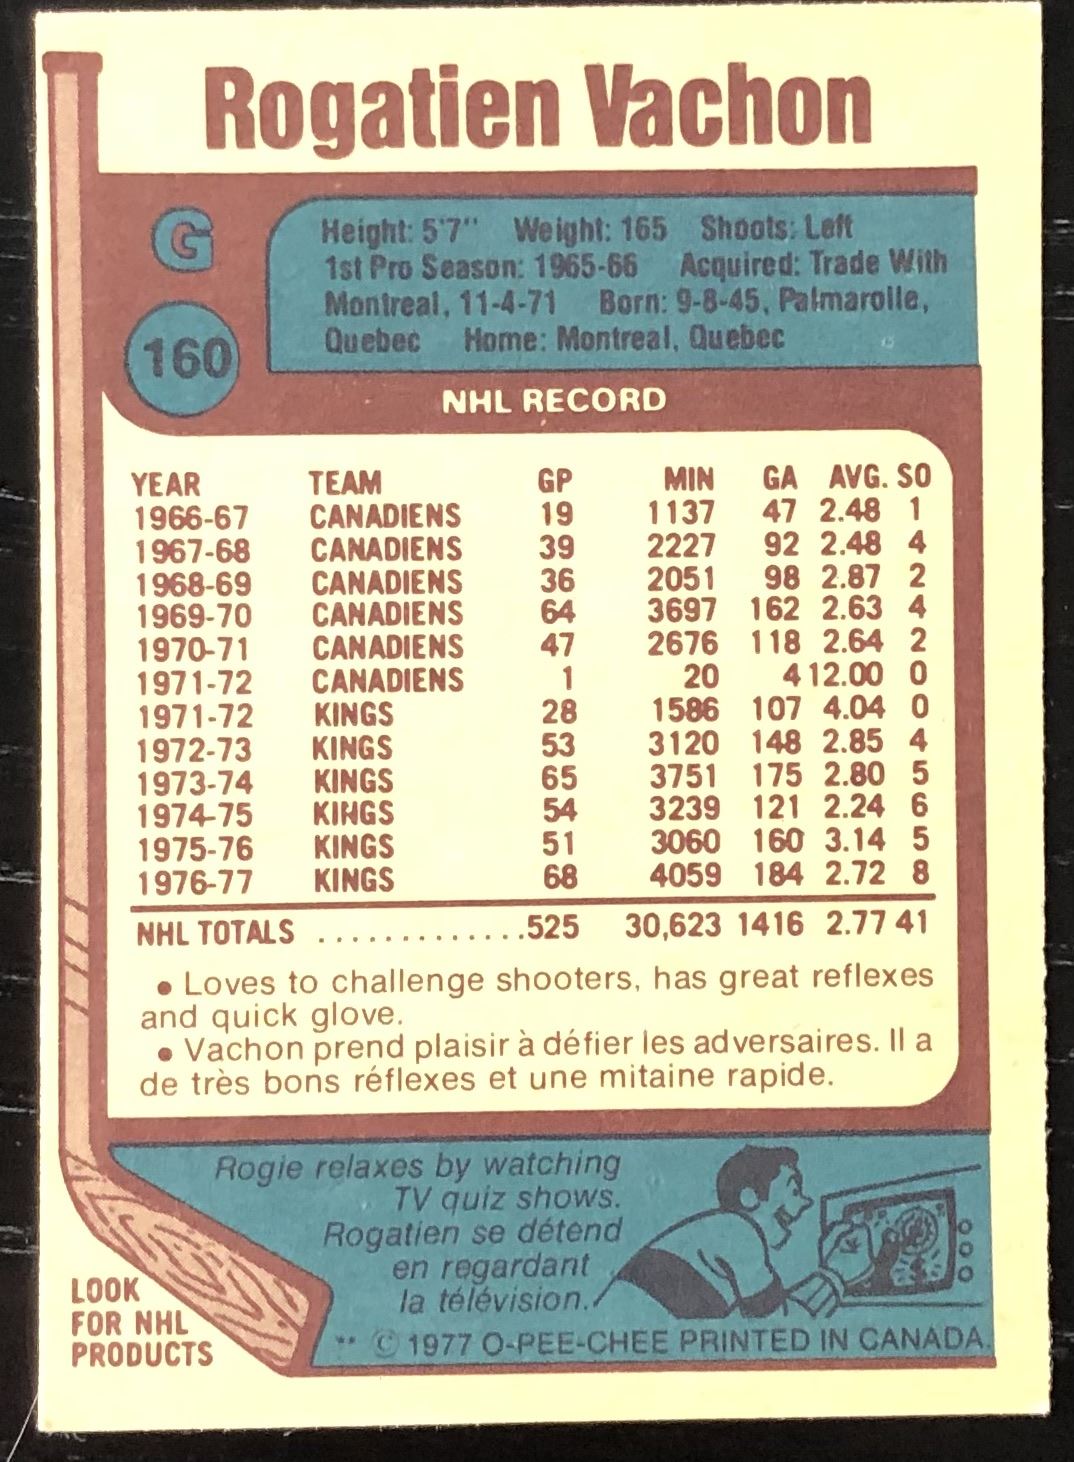 Rogatien Vachon
G
160
Height: 5'7" Weight: 165 Shoots: Left
1st Pro Season: 1965-66 Acquired: Trade With
Montreal, 11-4-71 Born: 9-8-45, Palmarolle,
Quebec Home: Montreal, Quebec
NHL RECORD
YEAR TEAM GP MIN GA AVG. SO
1966-67 CANADIENS 19 1137 47 2.48 1
1967-68 CANADIENS 39 2227 92 2.48 4
1968-69 CANADIENS 36 2051 98 2.87 2
1969-70 CANADIENS 64 3697 162 2.63 4
1970-71 CANADIENS 47 2676 118 2.64 2
1971-72 CANADIENS 1 20 4 12.00 0
1971-72 KINGS 28 1586 107 4.04 0
1972-73 KINGS 53 3120 148 2.85 4
1973-74 KINGS 65 3751 175 2.80 5
1974-75 KINGS 54 3239 121 2.24 6
1975-76 KINGS 51 3060 160 3.14 5
1976-77 KINGS 68 4059 184 2.72 8
NHL TOTALS .............525 30,623 1416 2.77 41
• Loves to challenge shooters, has great reflexes
and quick glove.
• Vachon prend plaisir à défier les adversaires. Il a
de très bons réflexes et une mitaine rapide.
Rogie relaxes by watching
TV quiz shows.
Rogatien se détend
en regardant
la télévision.
LOOK
FOR NHL
PRODUCTS
** © 1977 O-PEE-CHEE PRINTED IN CANADA.